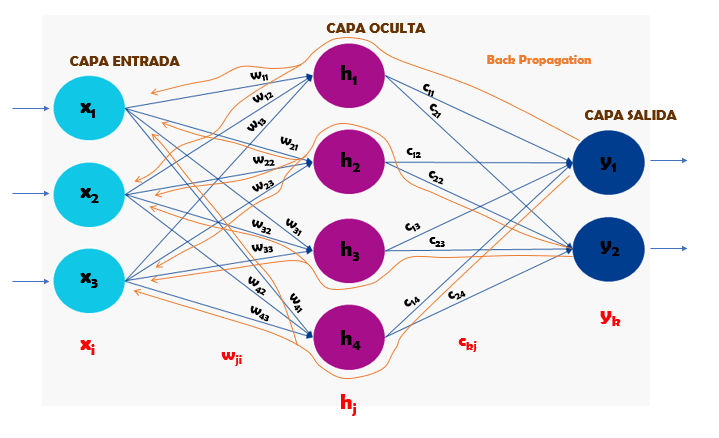 CAPA OCULTA
CAPA ENTRADA
Back Propagation
CAPA SALIDA
x1
x2
x3
h1
h2
h3
h4
y1
y2
w11
w12
w13
w21
w22
w23
w31
w32
w33
w42
w41
w43
c11
c21
c12
c22
c13
c23
c14
c24
xi
wji
hj
ckj
yk